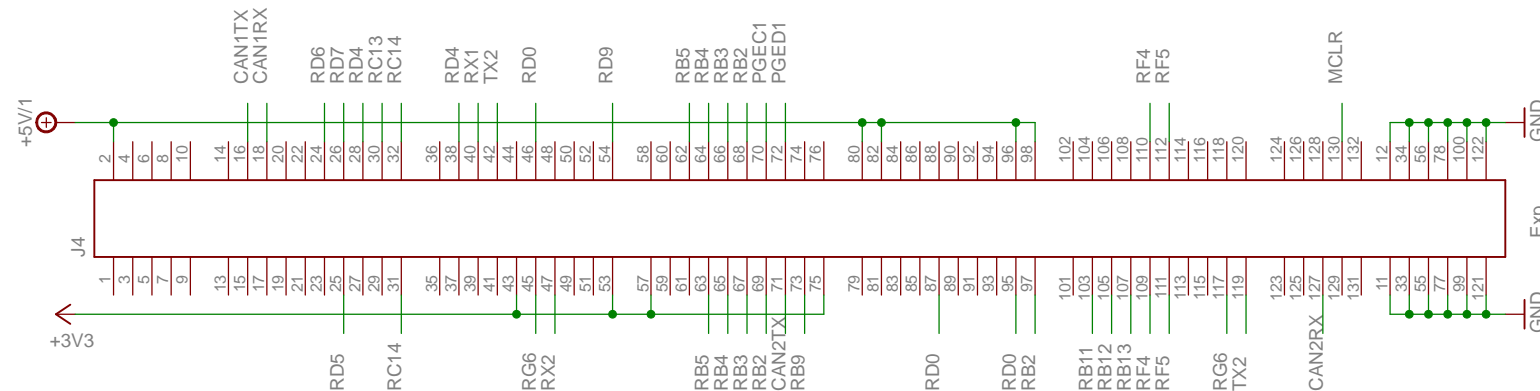 CAN1TX
CAN1RX
RD6
RD7
RD4
RC13
RC14
RD4
RX1
TX2
RD0
RD9
RB5
RB4
RB3
RB2
PGEC1
PGED1
RF4
RF5
MCLR
+5V/1
GND
2 4 6 8 10 14 16 18 20 22 24 26 28 30 32 36 38 40 42 44 46 48 50 52 54 58 60 62 64 66 68 70 72 74 76 80 82 84 86 88 90 92 94 96 98 102 104 106 108 110 112 114 116 118 120 124 126 128 130 132 12 34 56 78 100 122
J4
Exp
1 3 5 7 9 13 15 17 19 21 23 25 27 29 31 35 37 39 41 43 45 47 49 51 53 57 59 61 63 65 67 69 71 73 75 79 81 83 85 87 89 91 93 95 97 101 103 105 107 109 111 113 115 117 119 123 125 127 129 131 11 33 55 77 99 121
+3V3
GND
RD5
RC14
RG6
RX2
RB5
RB4
RB3
RB2
CAN2TX
RB9
RD0
RD0
RB2
RB11
RB12
RB13
RF4
RF5
RG6
TX2
CAN2RX